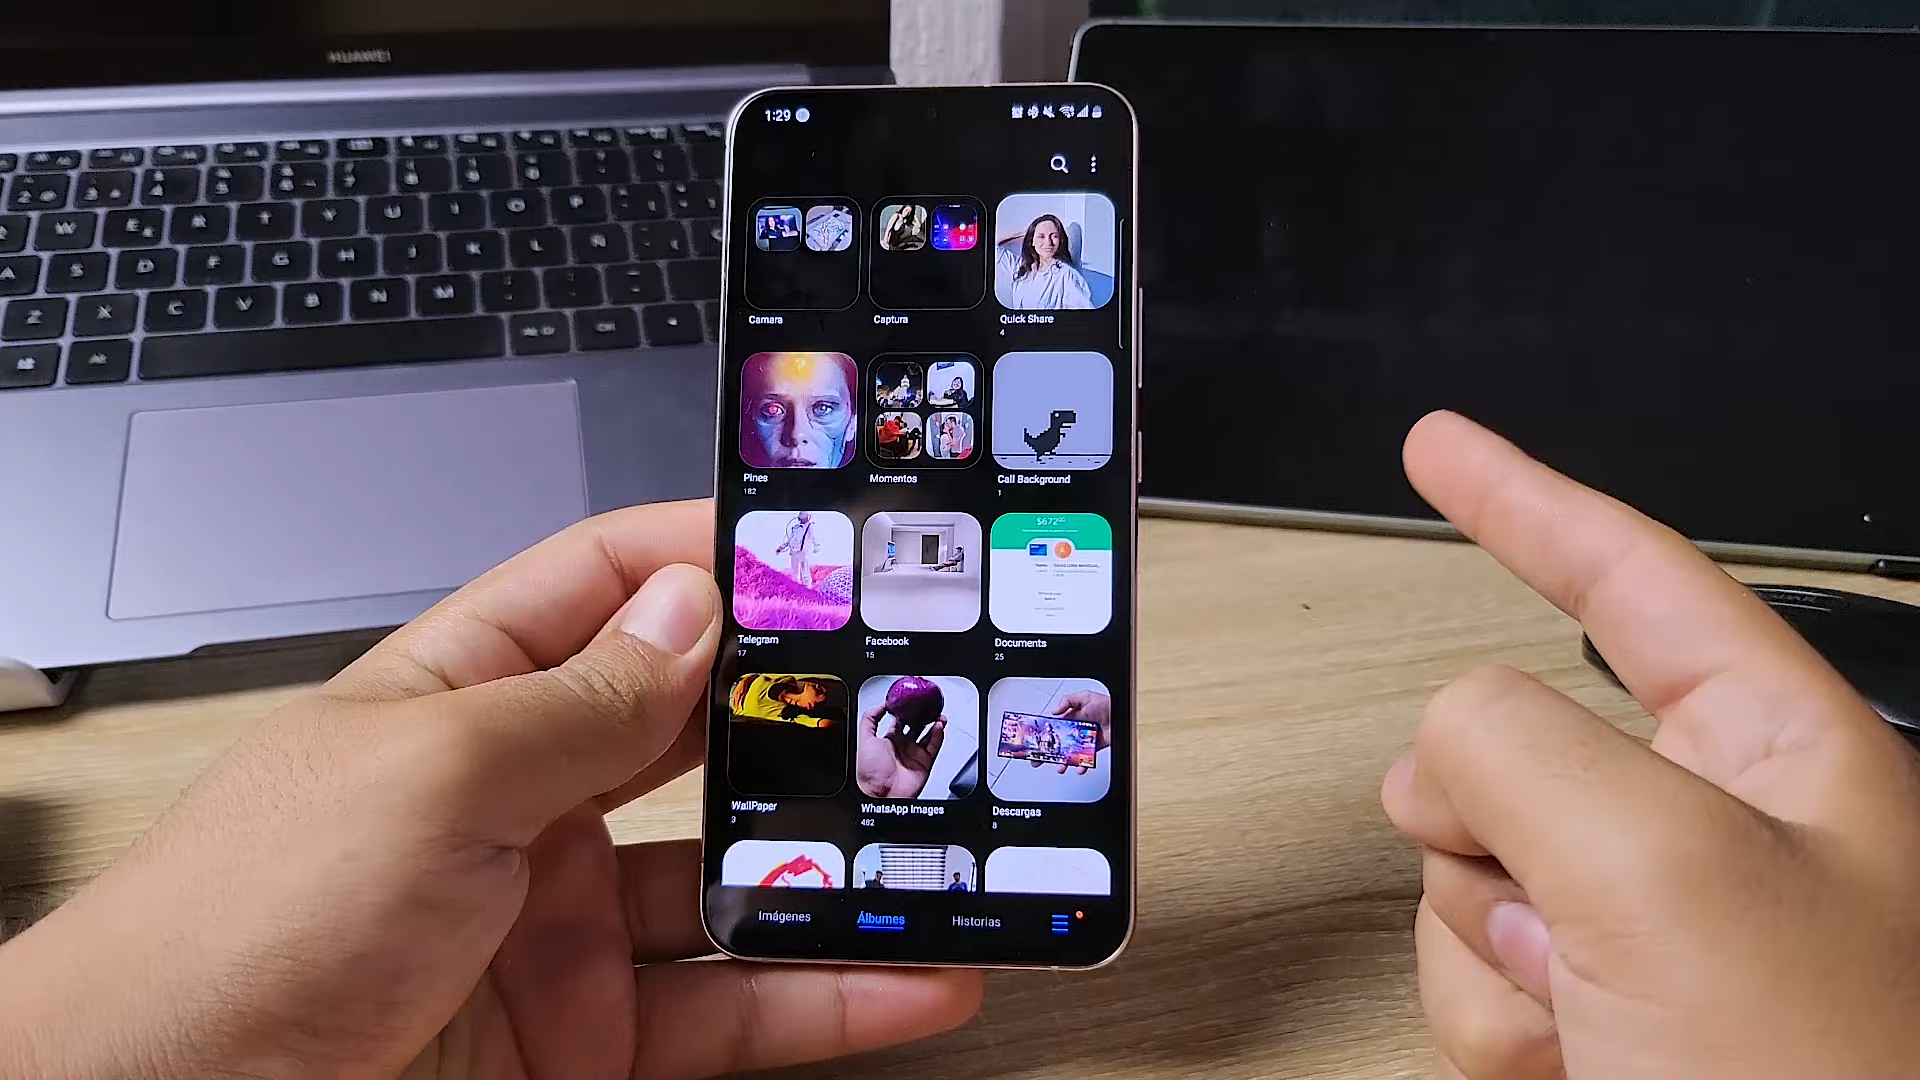 HUAWEI
1:29
Camara
Captura
Quick Share
4
Pines
182
Momentos
Call Background
1
$672⁰⁰
Telegram
17
Facebook
15
Documents
25
WallPaper
3
WhatsApp Images
482
Descargas
8
Imágenes
Álbumes
Historias